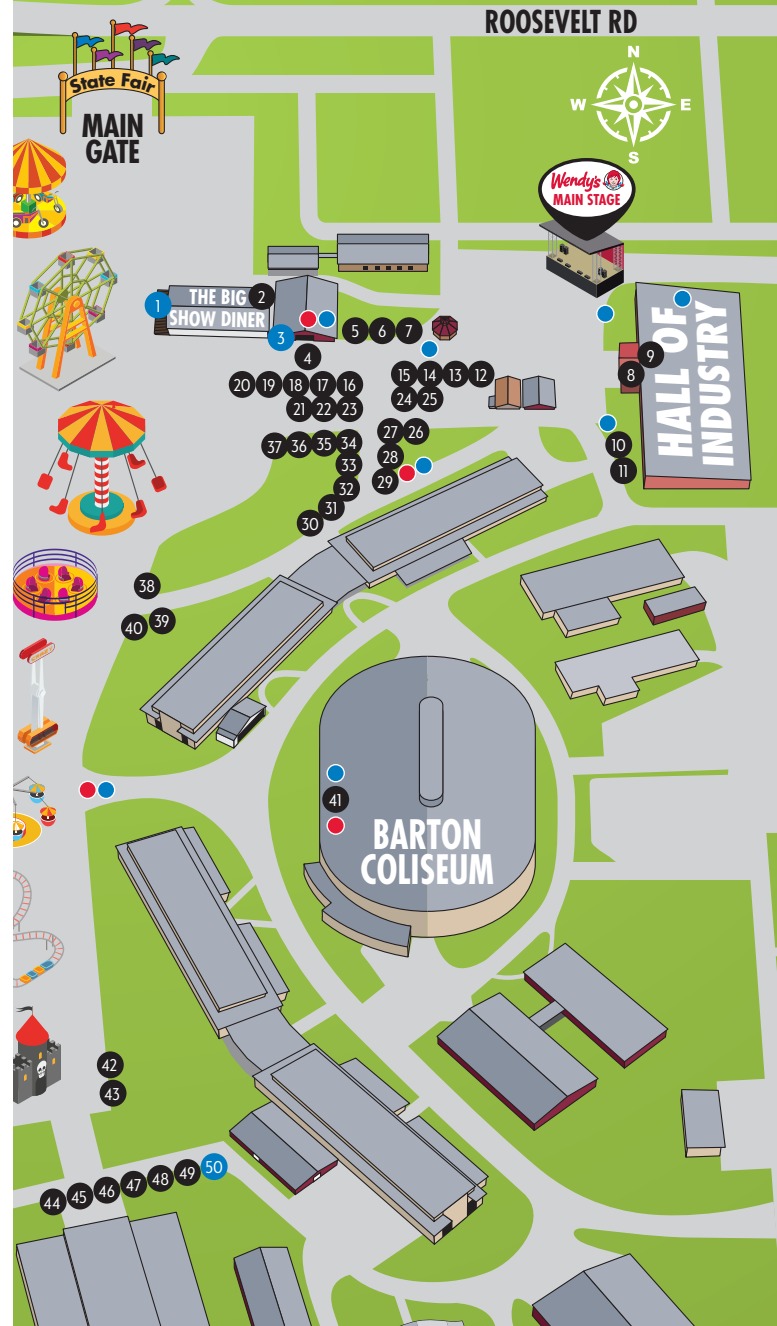 ROOSEVELT RD
N
W E
S
State Fair
MAIN
GATE
Wendy's
MAIN STAGE
1
THE BIG
SHOW DINER
2
3
4
5 6 7
HALL OF
INDUSTRY
9
8
10
11
15 14 13 12
20 19 18 17 16
24 25
21 22 23
27 26
37 36 35 34
28
33
29
32
31
30
38
40 39
41
BARTON
COLISEUM
42
43
44 45 46 47 48 49 50